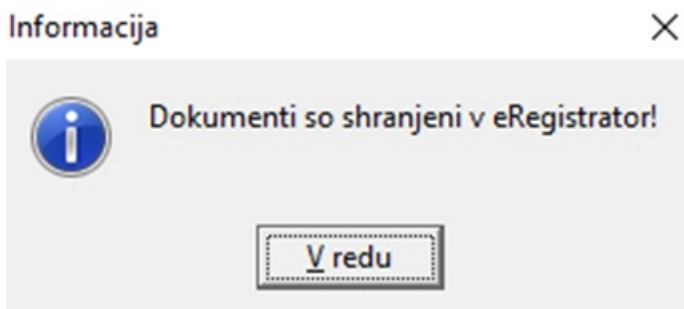 Informacija
Dokumenti so shranjeni v eRegistrator!
V redu